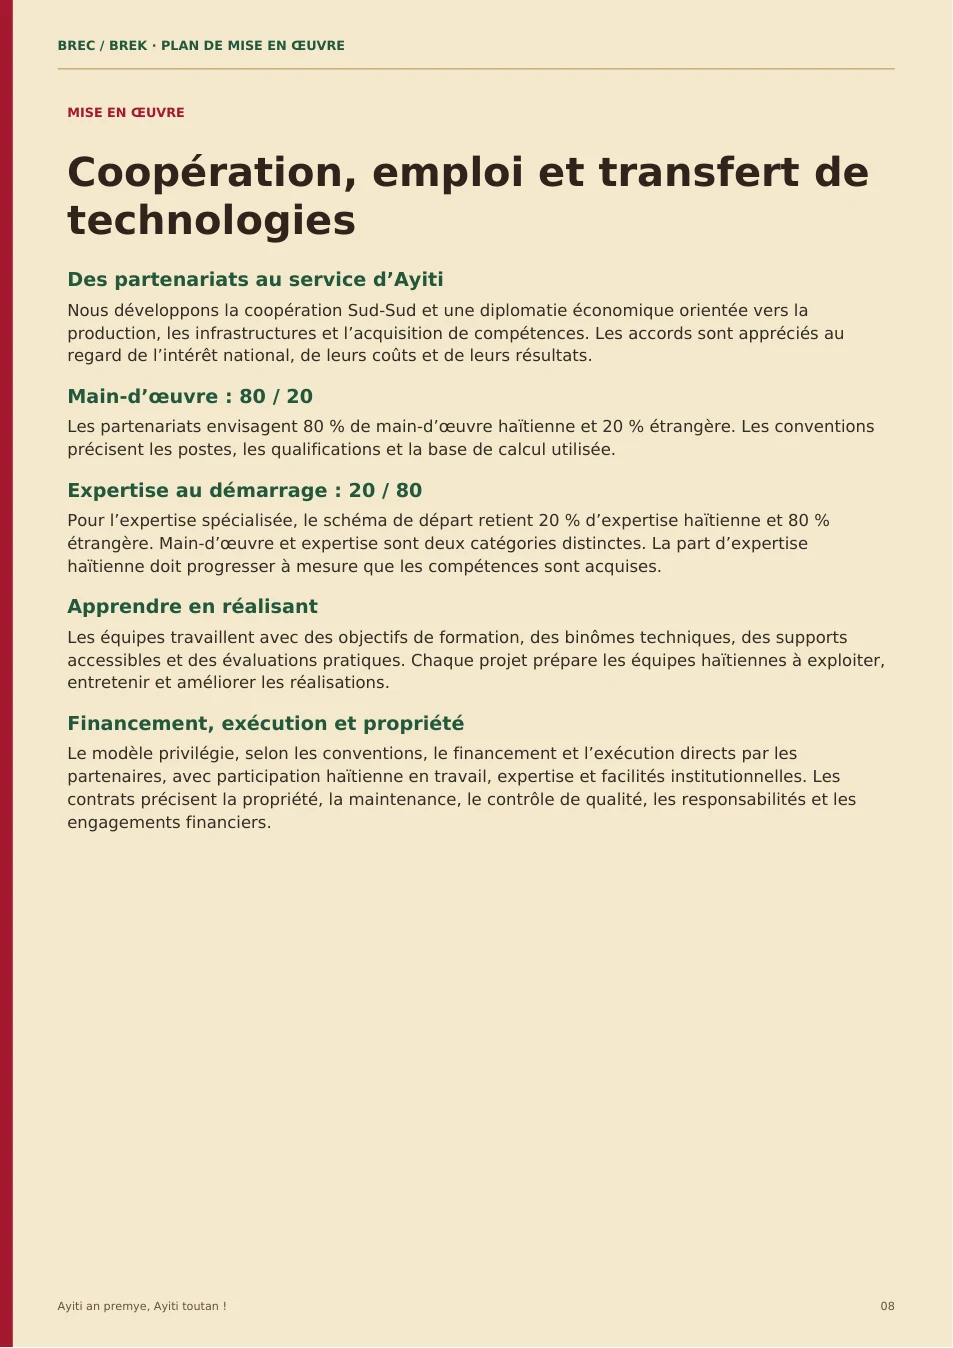 BREC / BREK · PLAN DE MISE EN ŒUVRE
MISE EN ŒUVRE
Coopération, emploi et transfert de
technologies
Des partenariats au service d’Ayiti
Nous développons la coopération Sud-Sud et une diplomatie économique orientée vers la
production, les infrastructures et l’acquisition de compétences. Les accords sont appréciés au
regard de l’intérêt national, de leurs coûts et de leurs résultats.
Main-d’œuvre : 80 / 20
Les partenariats envisagent 80 % de main-d’œuvre haïtienne et 20 % étrangère. Les conventions
précisent les postes, les qualifications et la base de calcul utilisée.
Expertise au démarrage : 20 / 80
Pour l’expertise spécialisée, le schéma de départ retient 20 % d’expertise haïtienne et 80 %
étrangère. Main-d’œuvre et expertise sont deux catégories distinctes. La part d’expertise
haïtienne doit progresser à mesure que les compétences sont acquises.
Apprendre en réalisant
Les équipes travaillent avec des objectifs de formation, des binômes techniques, des supports
accessibles et des évaluations pratiques. Chaque projet prépare les équipes haïtiennes à exploiter,
entretenir et améliorer les réalisations.
Financement, exécution et propriété
Le modèle privilégie, selon les conventions, le financement et l’exécution directs par les
partenaires, avec participation haïtienne en travail, expertise et facilités institutionnelles. Les
contrats précisent la propriété, la maintenance, le contrôle de qualité, les responsabilités et les
engagements financiers.
Ayiti an premye, Ayiti toutan !
08